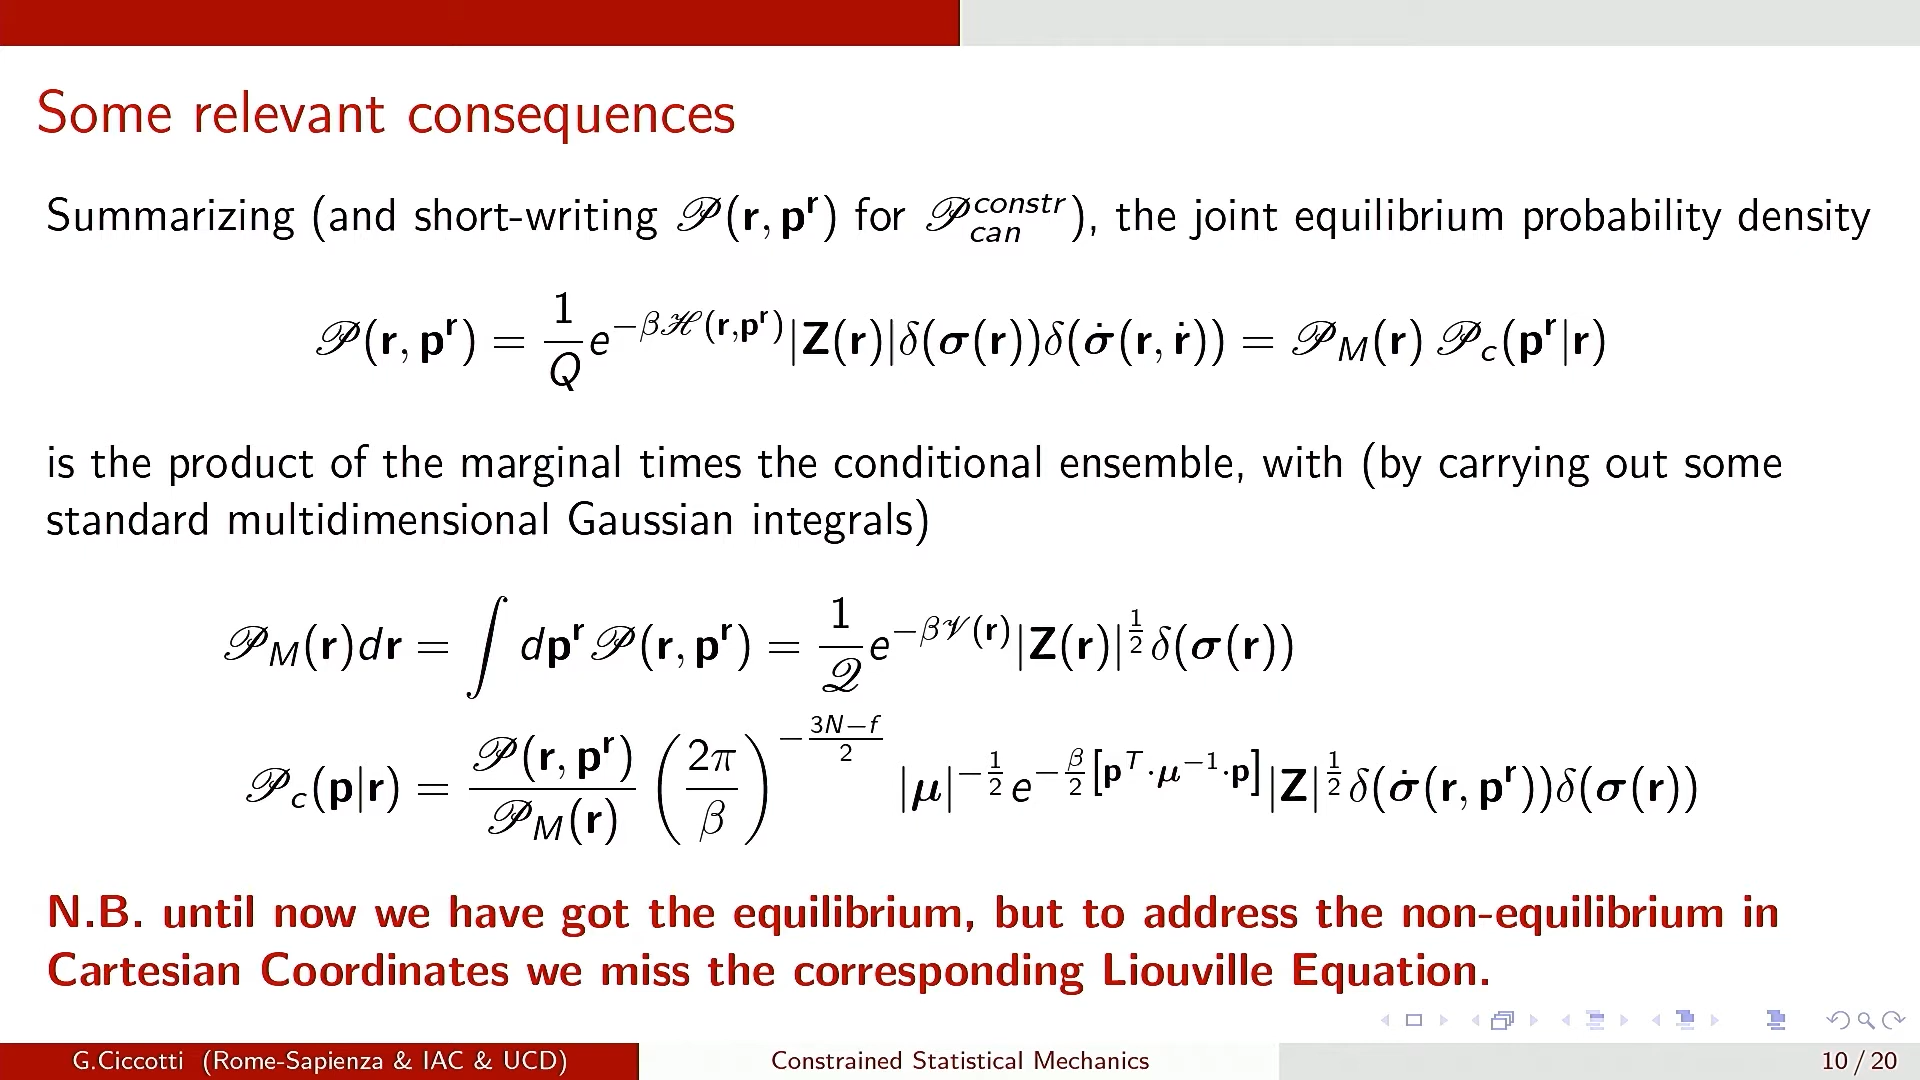 Some relevant consequences
Summarizing (and short-writing 𝒫(𝐫, 𝐩^𝐫) for 𝒫_can^constr), the joint equilibrium probability density
𝒫(𝐫, 𝐩^𝐫) = 1/Q e^{−βℋ(𝐫,𝐩^𝐫)} |𝐙(𝐫)|δ(𝝈(𝐫))δ(𝝈̇(𝐫, 𝐫̇)) = 𝒫_M(𝐫) 𝒫_c(𝐩^𝐫|𝐫)
is the product of the marginal times the conditional ensemble, with (by carrying out some
standard multidimensional Gaussian integrals)
𝒫_M(𝐫)d𝐫 = ∫ d𝐩^𝐫 𝒫(𝐫, 𝐩^𝐫) = 1/𝒬 e^{−β𝒱(𝐫)} |𝐙(𝐫)|^{1/2} δ(𝝈(𝐫))
𝒫_c(𝐩|𝐫) = 𝒫(𝐫, 𝐩^𝐫)/𝒫_M(𝐫) (2π/β)^{−(3N−f)/2} |𝝁|^{−1/2} e^{−β/2 [𝐩^T·𝝁^{−1}·𝐩]} |𝐙|^{1/2} δ(𝝈̇(𝐫, 𝐩^𝐫))δ(𝝈(𝐫))
N.B. until now we have got the equilibrium, but to address the non-equilibrium in
Cartesian Coordinates we miss the corresponding Liouville Equation.
G.Ciccotti (Rome-Sapienza & IAC & UCD) Constrained Statistical Mechanics 10 / 20